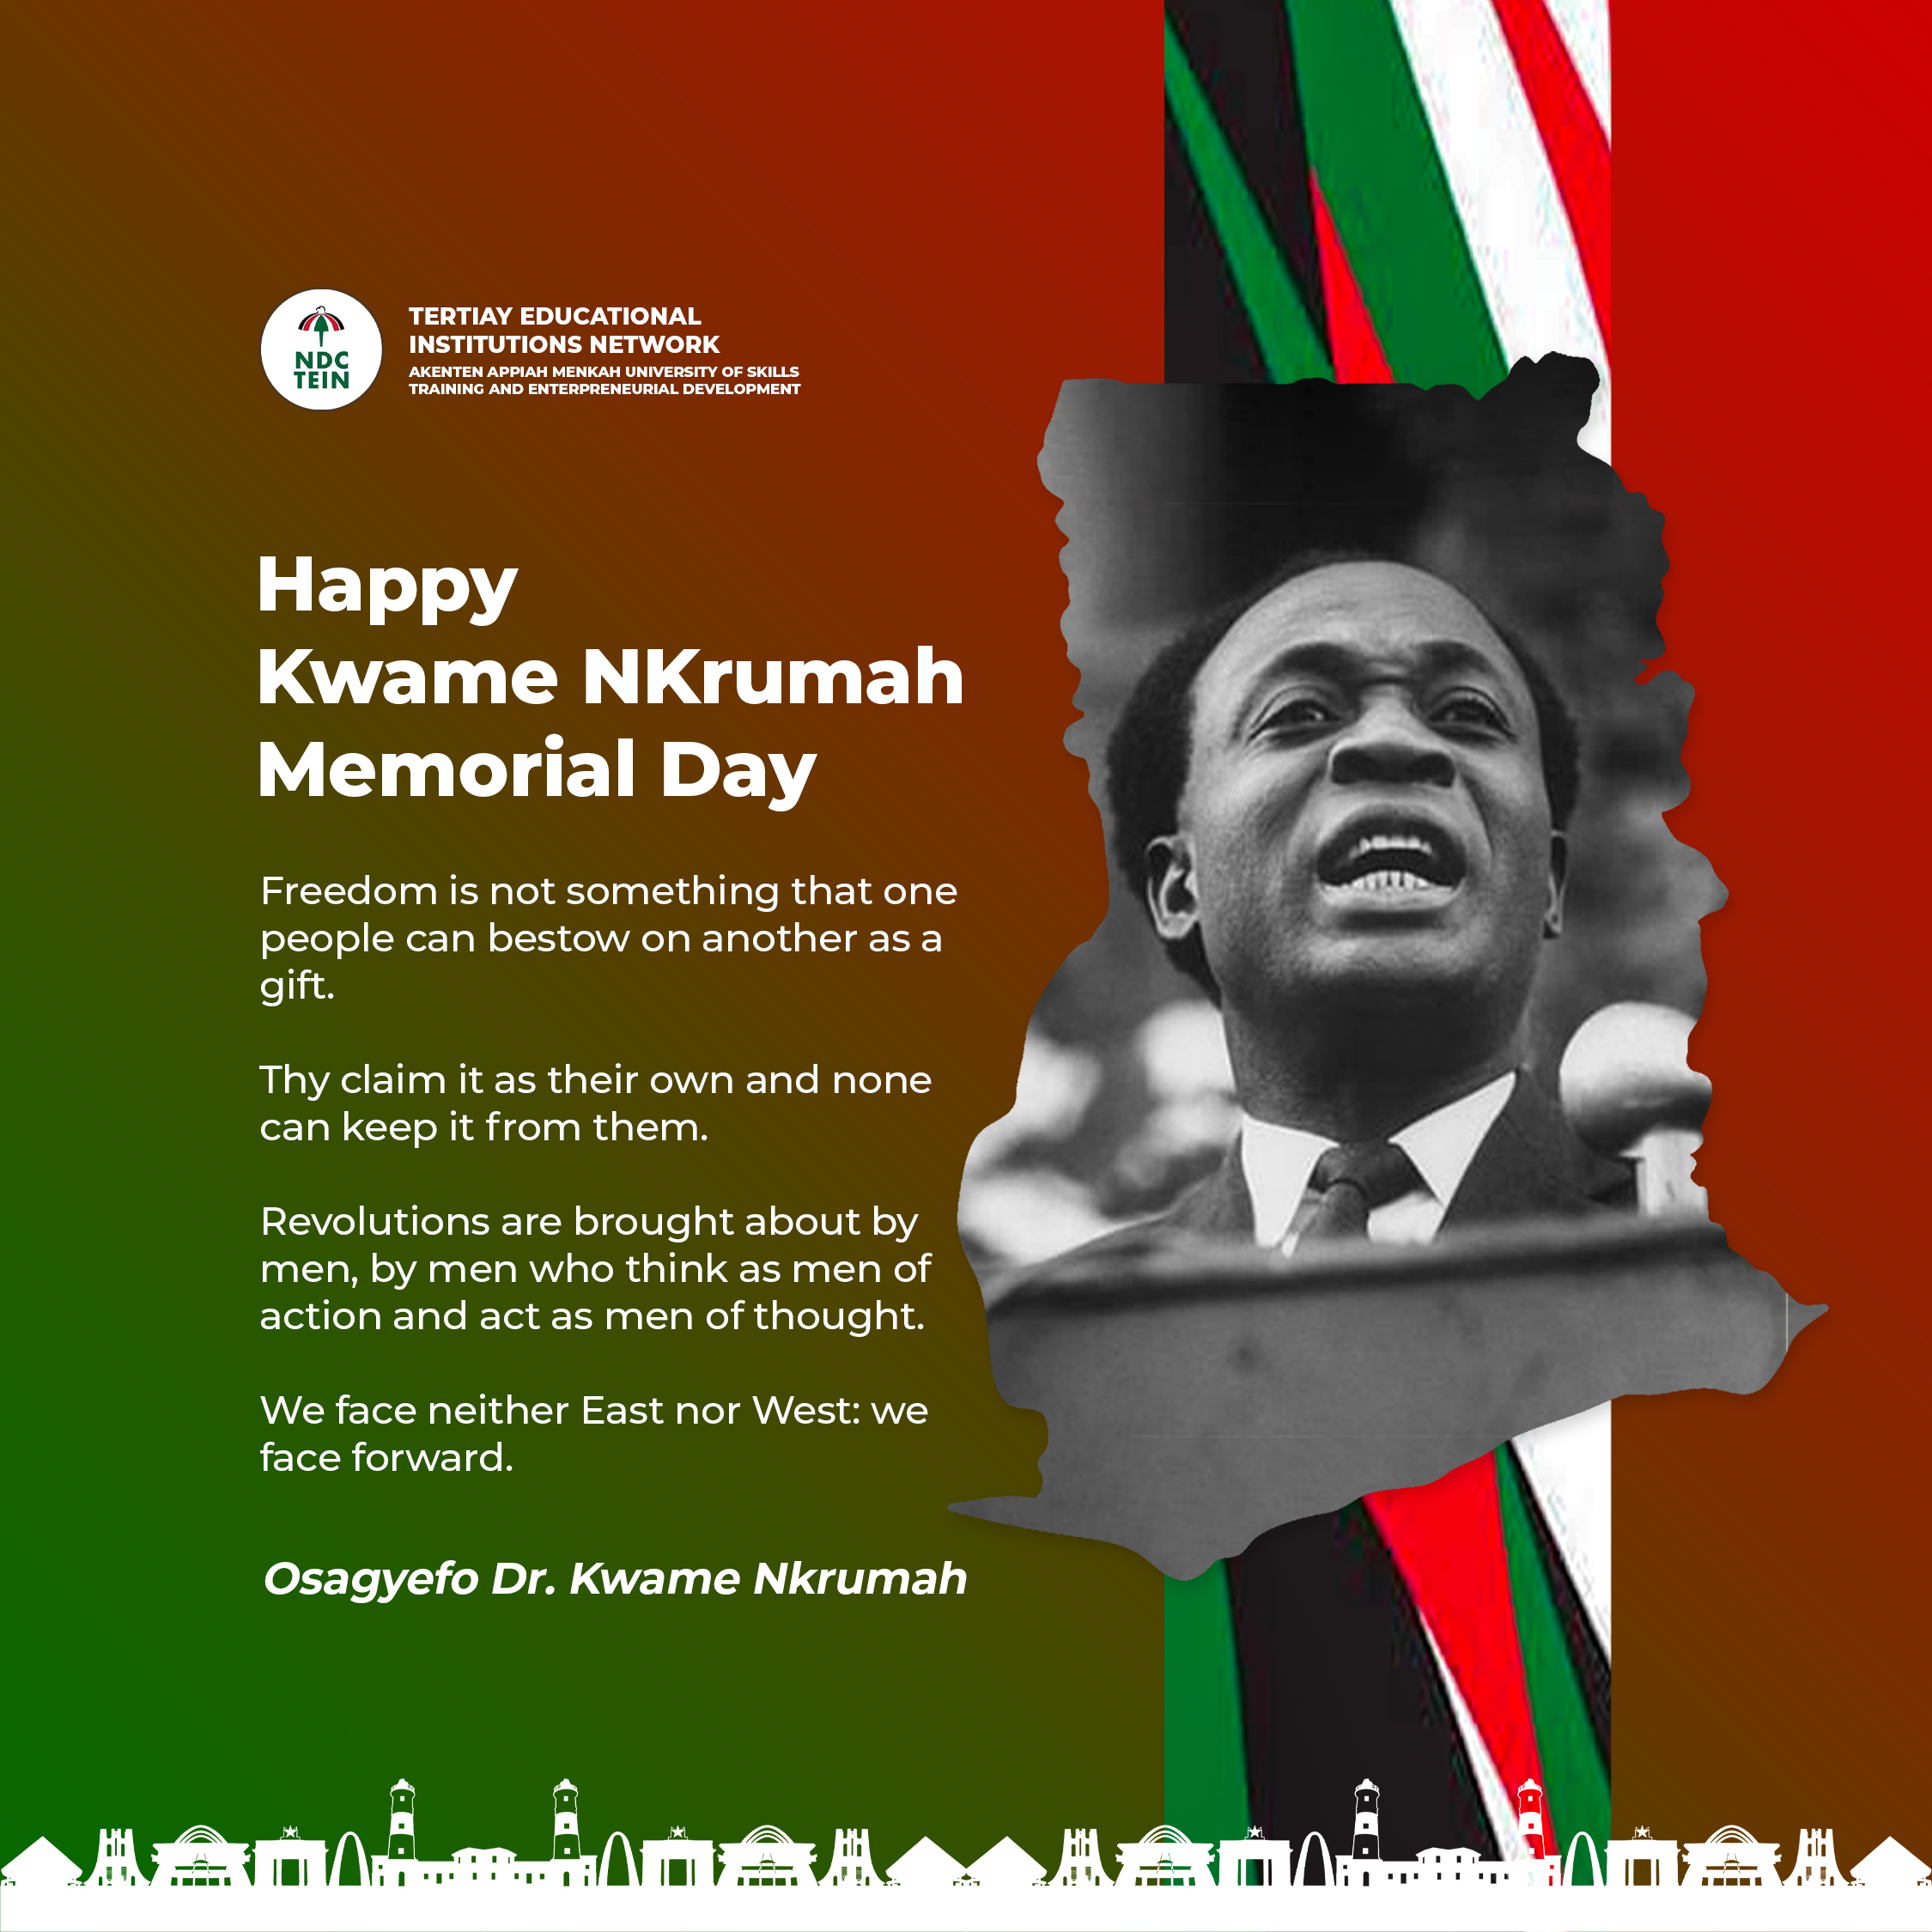 NDC
TEIN
TERTIAY EDUCATIONAL
INSTITUTIONS NETWORK
AKENTEN APPIAH MENKAH UNIVERSITY OF SKILLS
TRAINING AND ENTERPRENEURIAL DEVELOPMENT
Happy
Kwame NKrumah
Memorial Day
Freedom is not something that one
people can bestow on another as a
gift.
Thy claim it as their own and none
can keep it from them.
Revolutions are brought about by
men, by men who think as men of
action and act as men of thought.
We face neither East nor West: we
face forward.
Osagyefo Dr. Kwame Nkrumah